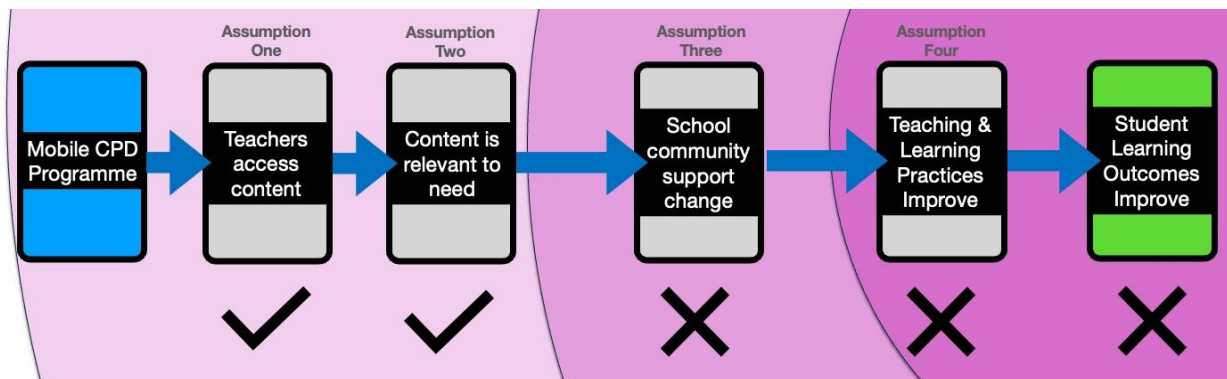 Assumption
One
Assumption
Two
Assumption
Three
Assumption
Four
Mobile CPD
Programme
Teachers
access
content
Content is
relevant to
need
School
community
support
change
Teaching &
Learning
Practices
Improve
Student
Learning
Outcomes
Improve